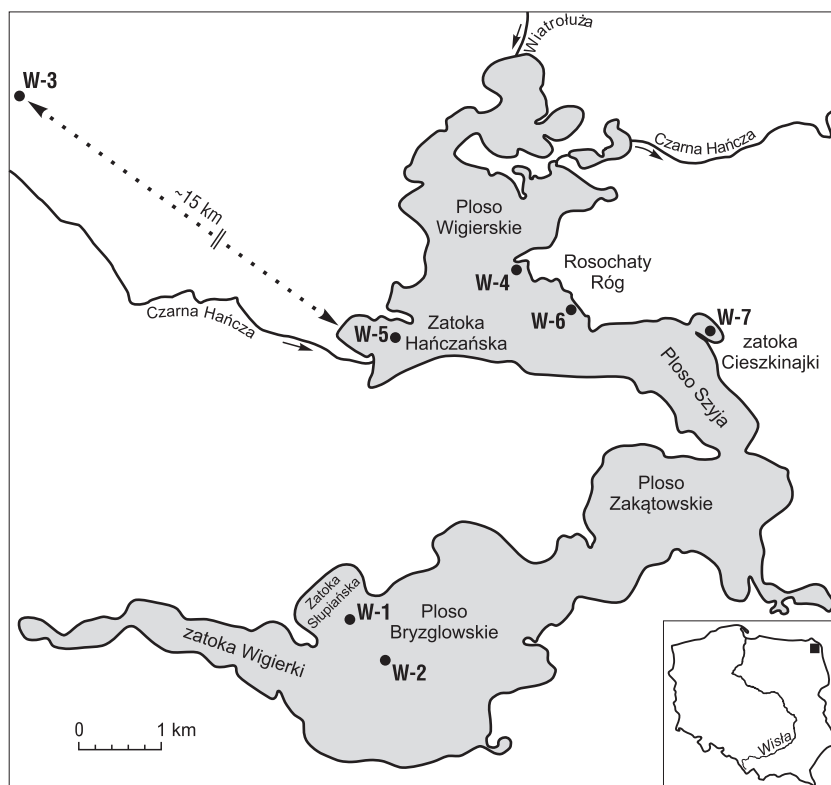 Wiatrołuża
W-3
Czarna Hańcza
~15 km
Ploso
Wigierskie
Rosochaty
Róg
W-4
W-6
W-7
Czarna Hańcza
W-5
Zatoka
Hańczańska
zatoka
Cieszkinajki
Ploso Szyja
Ploso
Zakątowskie
Zatoka
Słupiańska
W-1
Ploso
Bryzglowskie
zatoka Wigierki
W-2
0
1 km
Wisła